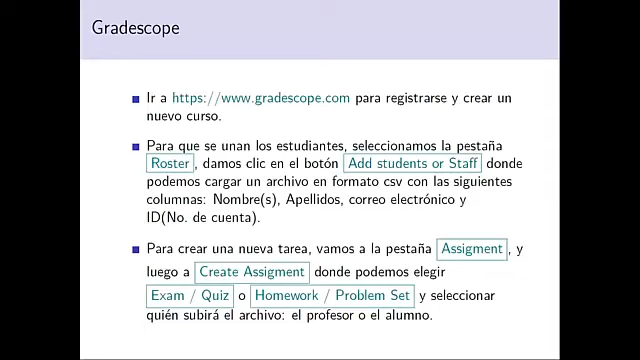 Gradescope
Ir a https://www.gradescope.com para registrarse y crear un
nuevo curso.
Para que se unan los estudiantes, seleccionamos la pestaña
Roster, damos clic en el botón Add students or Staff donde
podemos cargar un archivo en formato csv con las siguientes
columnas: Nombre(s), Apellidos, correo electrónico y
ID(No. de cuenta).
Para crear una nueva tarea, vamos a la pestaña Assigment, y
luego a Create Assigment donde podemos elegir
Exam / Quiz o Homework / Problem Set y seleccionar
quién subirá el archivo: el profesor o el alumno.